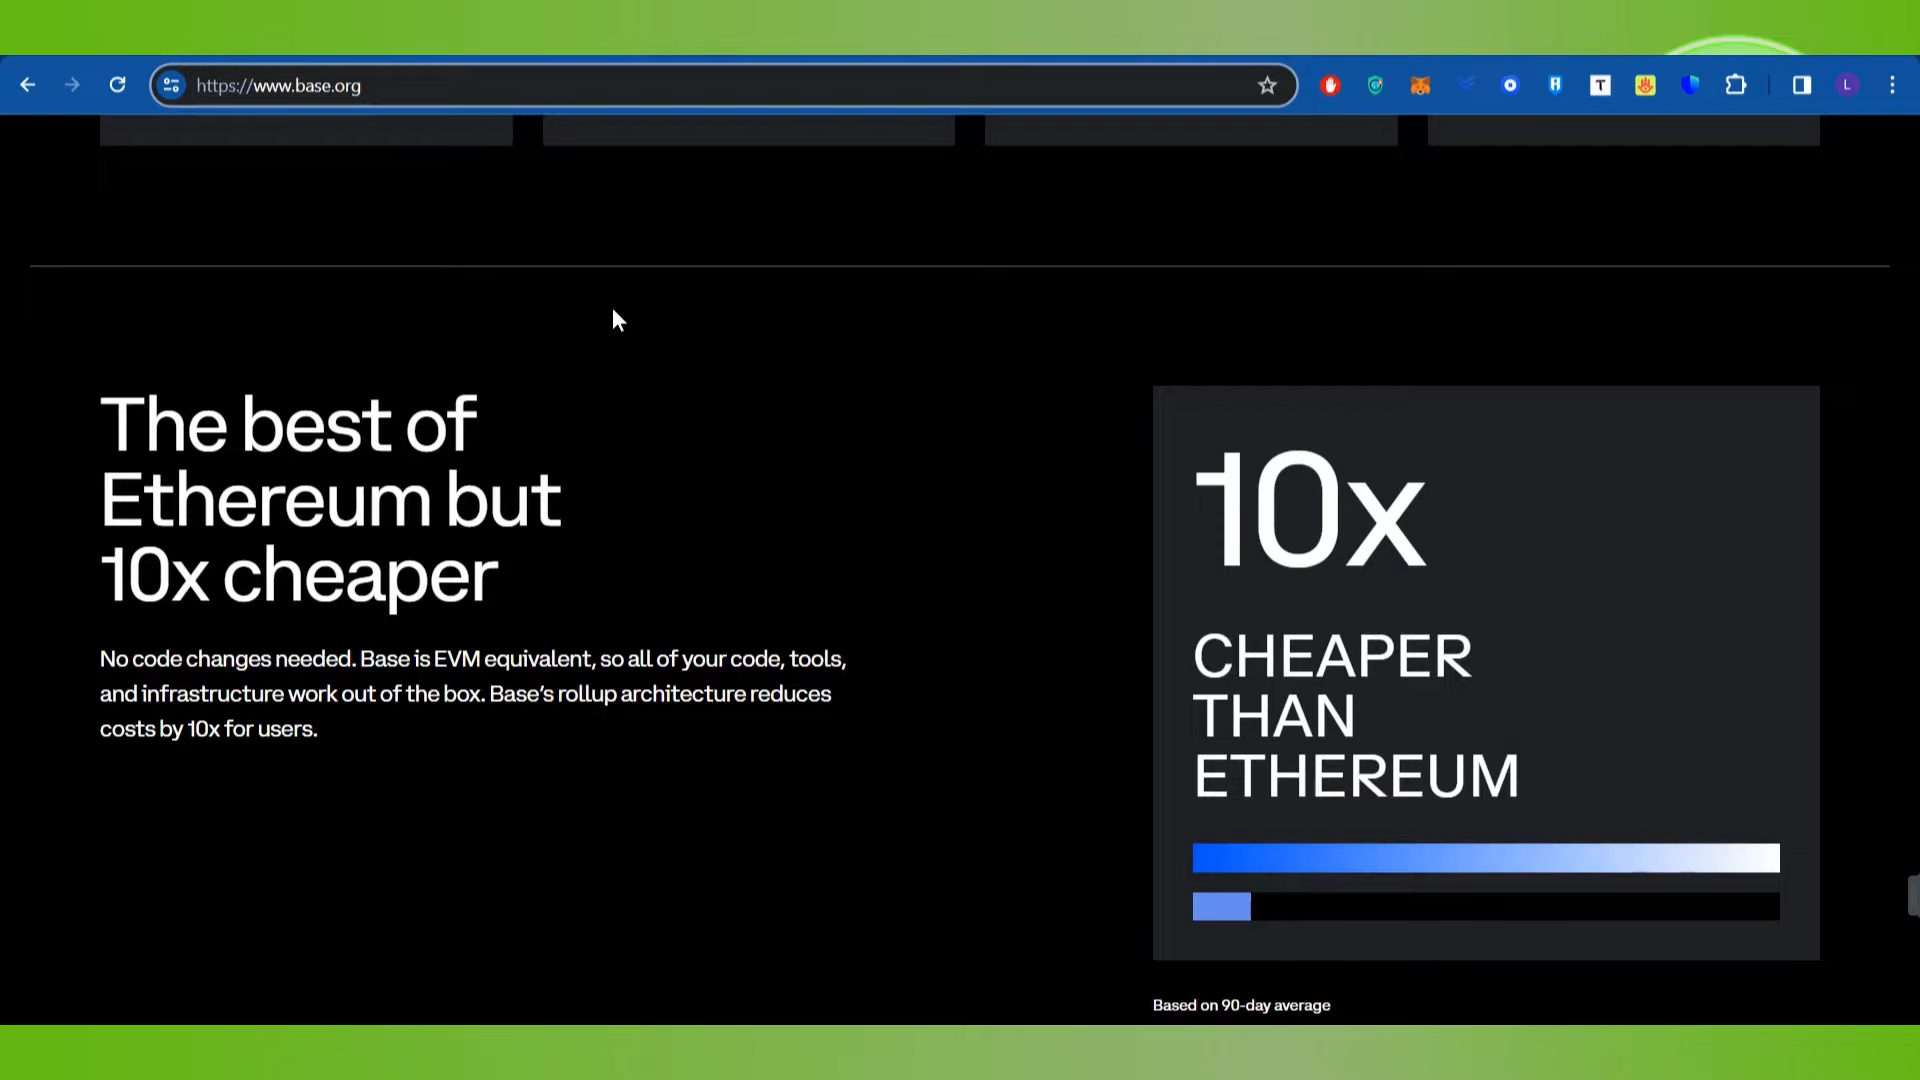 https://www.base.org
T
L
The best of
Ethereum but
10x cheaper
No code changes needed. Base is EVM equivalent, so all of your code, tools,
and infrastructure work out of the box. Base’s rollup architecture reduces
costs by 10x for users.
10x
CHEAPER
THAN
ETHEREUM
Based on 90-day average